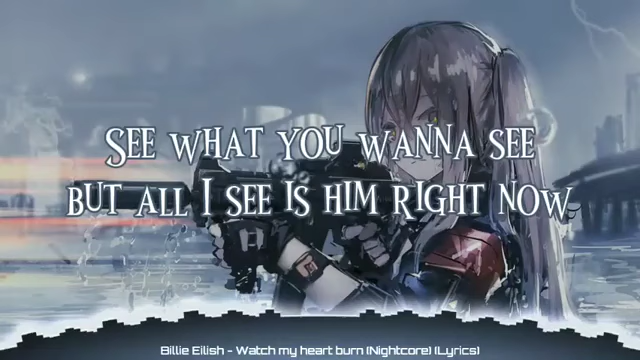 See what you wanna see
but all I see is him right now
Billie Eilish - Watch my heart burn (Nightcore) (Lyrics)